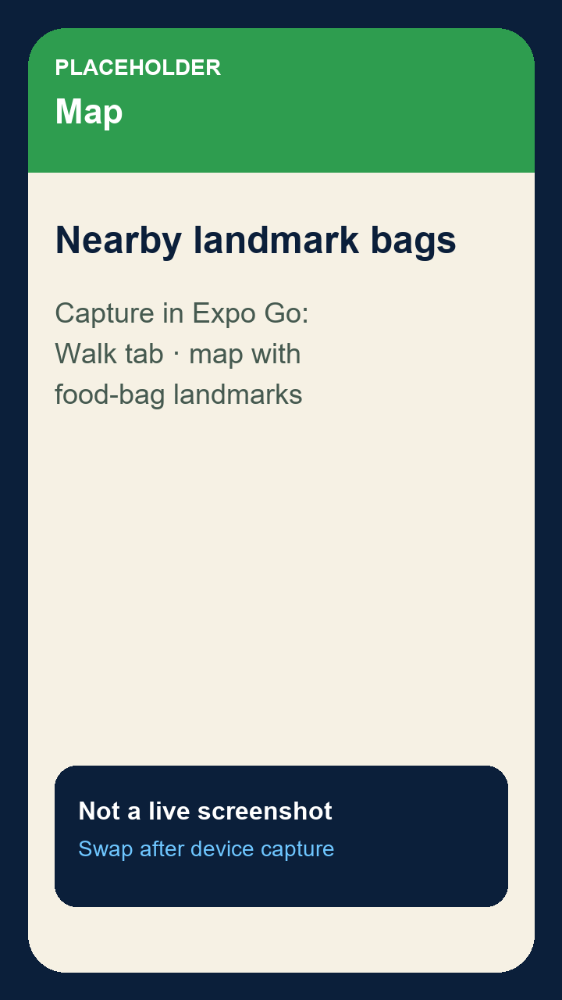 PLACEHOLDER
Map
Nearby landmark bags
Capture in Expo Go:
Walk tab · map with
food-bag landmarks
Not a live screenshot
Swap after device capture